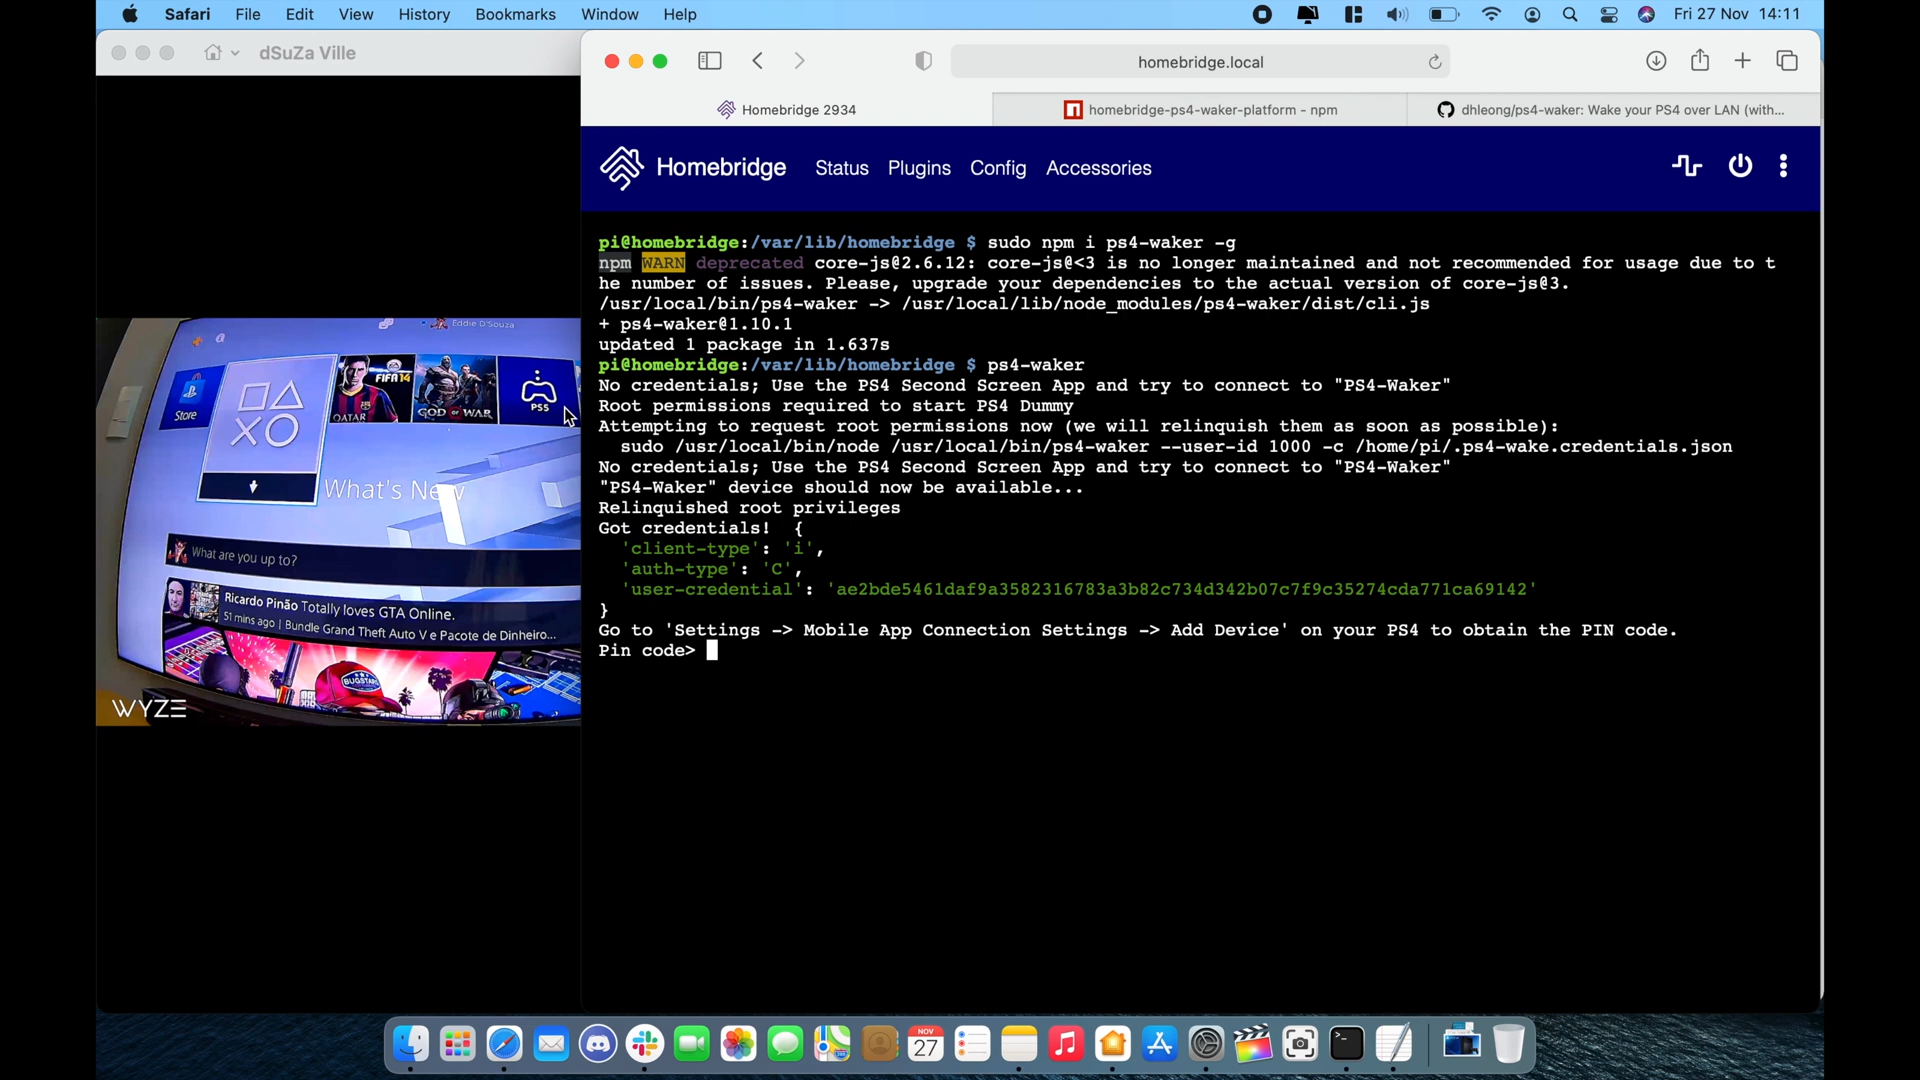 Safari File Edit View History Bookmarks Window Help Fri 27 Nov 14:11
dSuZa Ville
homebridge.local
Homebridge 2934
homebridge-ps4-waker-platform - npm
dhleong/ps4-waker: Wake your PS4 over LAN (with...
Homebridge Status Plugins Config Accessories
pi@homebridge:/var/lib/homebridge $ sudo npm i ps4-waker -g
npm WARN deprecated core-js@2.6.12: core-js@<3 is no longer maintained and not recommended for usage due to t
he number of issues. Please, upgrade your dependencies to the actual version of core-js@3.
/usr/local/bin/ps4-waker -> /usr/local/lib/node_modules/ps4-waker/dist/cli.js
+ ps4-waker@1.10.1
updated 1 package in 1.637s
pi@homebridge:/var/lib/homebridge $ ps4-waker
No credentials; Use the PS4 Second Screen App and try to connect to "PS4-Waker"
Root permissions required to start PS4 Dummy
Attempting to request root permissions now (we will relinquish them as soon as possible):
sudo /usr/local/bin/node /usr/local/bin/ps4-waker --user-id 1000 -c /home/pi/.ps4-wake.credentials.json
No credentials; Use the PS4 Second Screen App and try to connect to "PS4-Waker"
"PS4-Waker" device should now be available...
Relinquished root privileges
Got credentials! {
'client-type': 'i',
'auth-type': 'C',
'user-credential': 'ae2bde5461daf9a3582316783a3b82c734d342b07c7f9c35274cda771ca69142'
}
Go to 'Settings -> Mobile App Connection Settings -> Add Device' on your PS4 to obtain the PIN code.
Pin code>
Eddie D'Souza
Store
FIFA 14
QATAR
GOD OF WAR
PS5
What's New
What are you up to?
Ricardo Pinão Totally loves GTA Online.
51 mins ago | Bundle Grand Theft Auto V e Pacote de Dinheiro...
BUGSTARS
WYZE
NOV
27